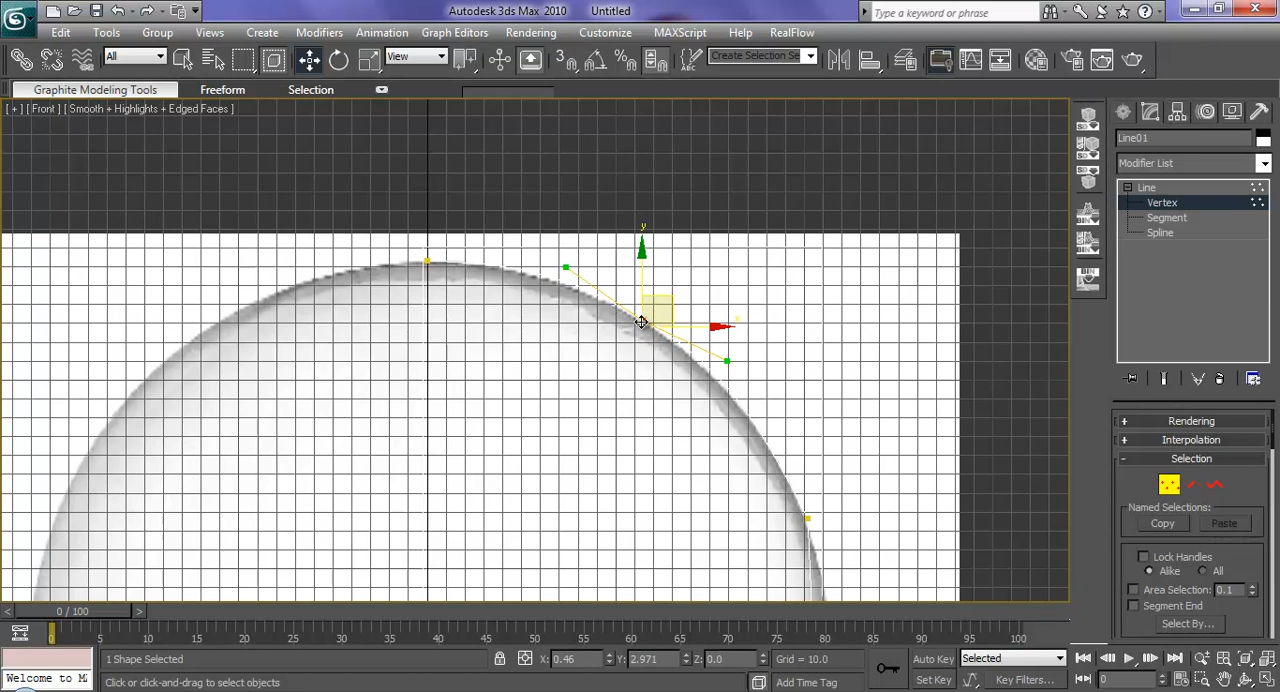 Autodesk 3ds Max 2010 Untitled
Type a keyword or phrase
Edit Tools Group Views Create Modifiers Animation Graph Editors Rendering Customize MAXScript Help RealFlow
All View Create Selection Se
Graphite Modeling Tools Freeform Selection
[ + ] [ Front ] [ Smooth + Highlights + Edged Faces ]
y
x
Line01
Modifier List
Line
Vertex
Segment
Spline
+ Rendering
+ Interpolation
- Selection
Named Selections:
Copy Paste
Lock Handles
Alike All
Area Selection: 0.1
Segment End
Select By...
0 / 100
0 5 10 15 20 25 30 35 40 45 50 55 60 65 70 75 80 85 90 95 100
1 Shape Selected X: 0.46 Y: 2.971 Z: 0.0 Grid = 10.0 Auto Key Selected
Welcome to M Click or click-and-drag to select objects Add Time Tag Set Key Key Filters... 0